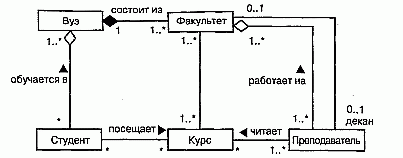 состоит из
0..1
Вуз
Факультет
1
1..*
1..*
1..*
1..*
обучается в
работает на
0..1
декан
*
*
посещает
1..*
читает
1..*
Студент
Курс
Преподаватель
*
*
*